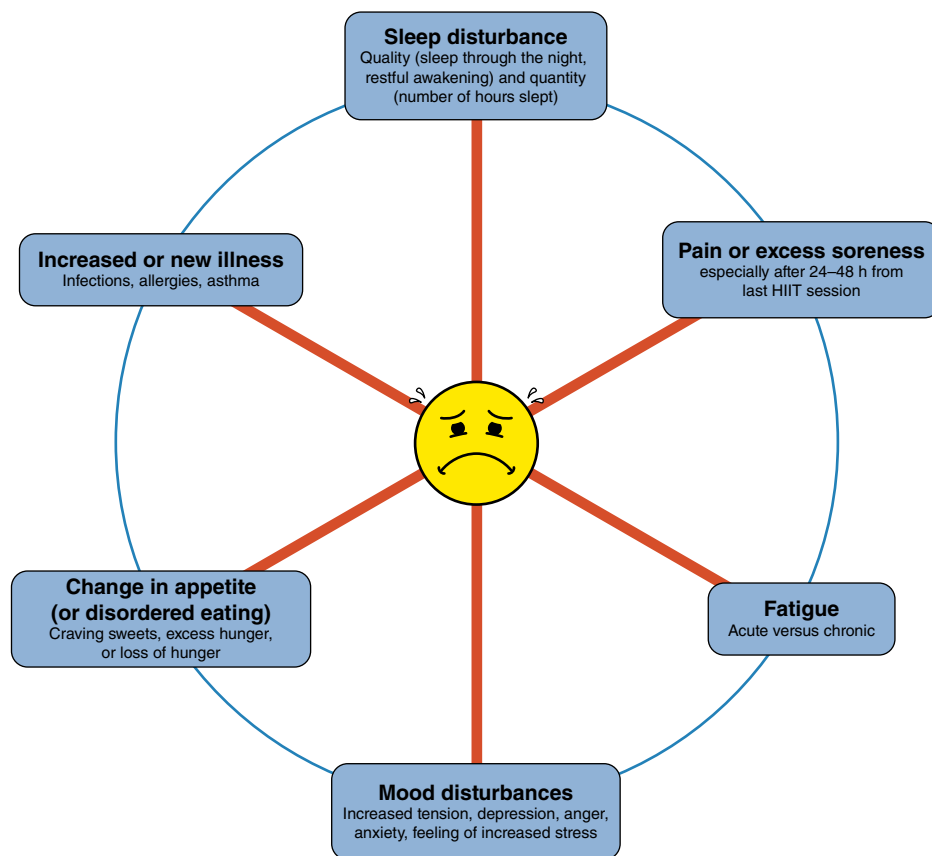 Sleep disturbance
Quality (sleep through the night,
restful awakening) and quantity
(number of hours slept)
Pain or excess soreness
especially after 24–48 h from
last HIIT session
Fatigue
Acute versus chronic
Mood disturbances
Increased tension, depression, anger,
anxiety, feeling of increased stress
Change in appetite
(or disordered eating)
Craving sweets, excess hunger,
or loss of hunger
Increased or new illness
Infections, allergies, asthma